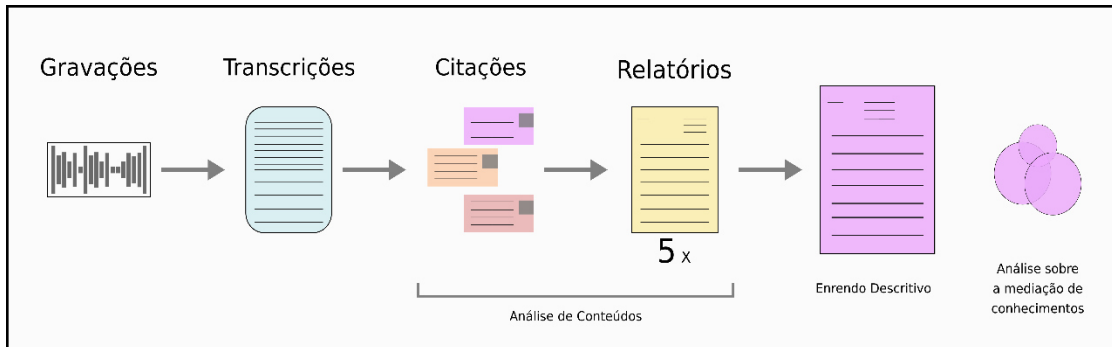 Gravações
Transcrições
Citações
Relatórios
5 x
Análise de Conteúdos
Enrendo Descritivo
Análise sobre
a mediação de
conhecimentos